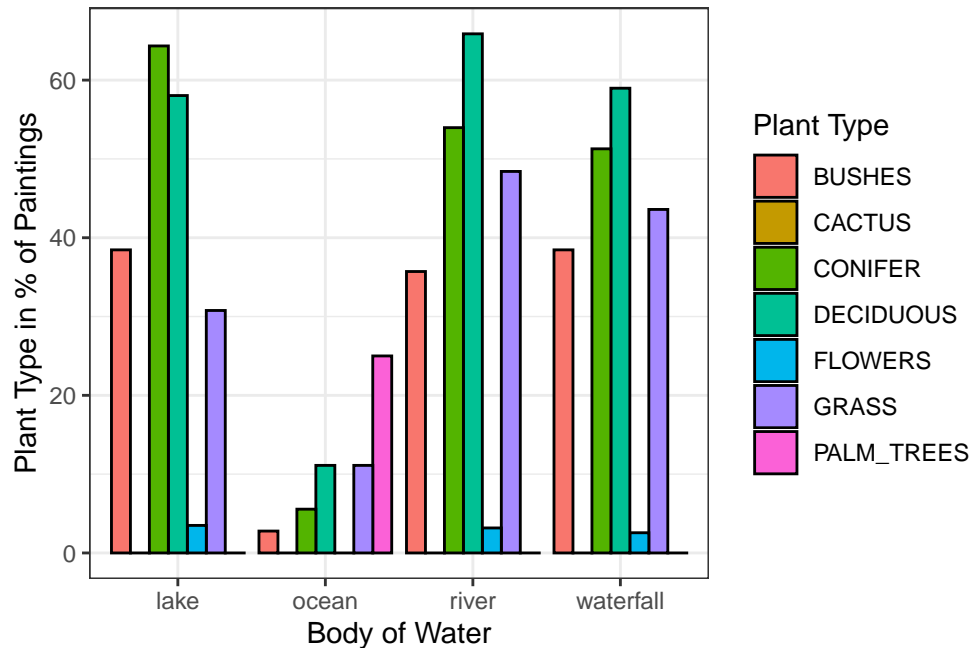 Plant Type in % of Paintings
60
40
20
0
lake
ocean
river
waterfall
Body of Water
Plant Type
BUSHES
CACTUS
CONIFER
DECIDUOUS
FLOWERS
GRASS
PALM_TREES